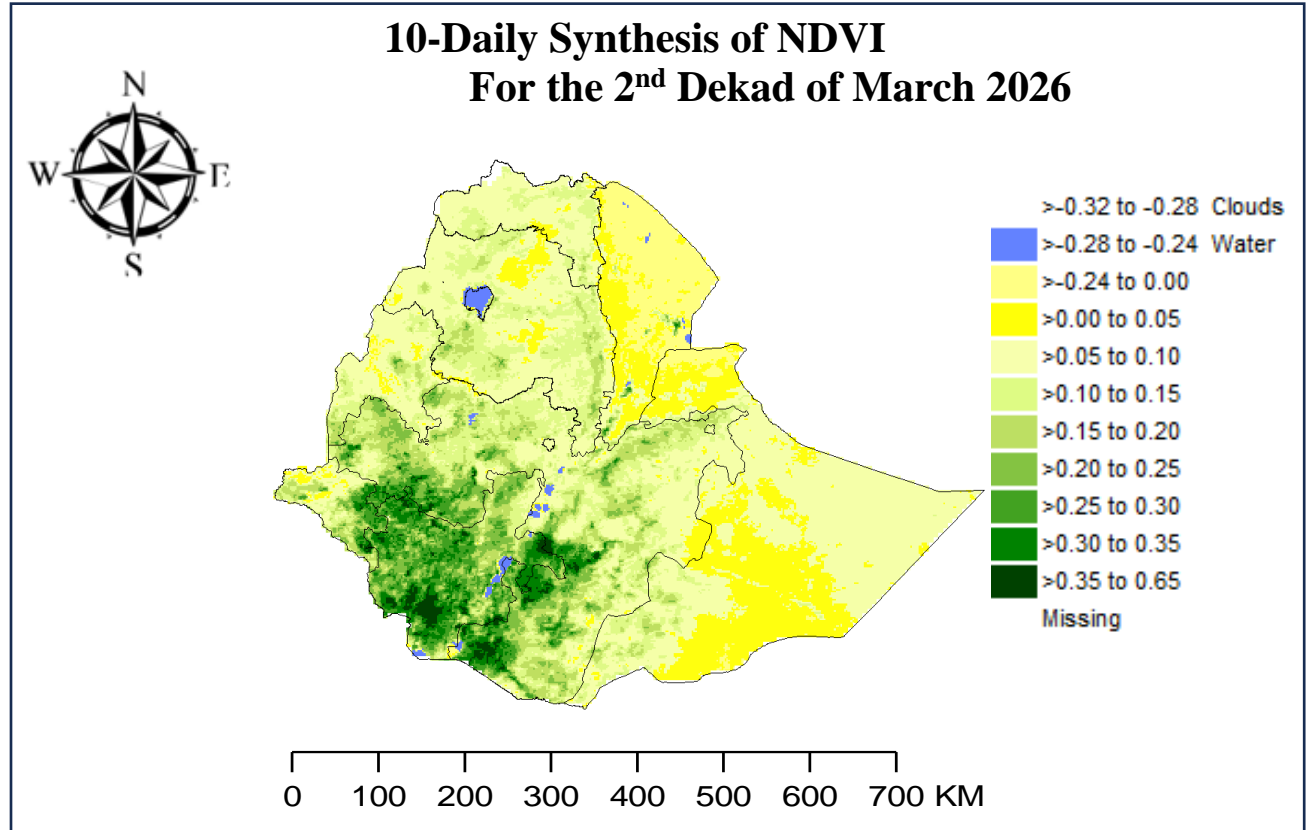 10-Daily Synthesis of NDVI
For the 2nd Dekad of March 2026
N
W E
S
>-0.32 to -0.28 Clouds
>-0.28 to -0.24 Water
>-0.24 to 0.00
>0.00 to 0.05
>0.05 to 0.10
>0.10 to 0.15
>0.15 to 0.20
>0.20 to 0.25
>0.25 to 0.30
>0.30 to 0.35
>0.35 to 0.65
Missing
0 100 200 300 400 500 600 700 KM